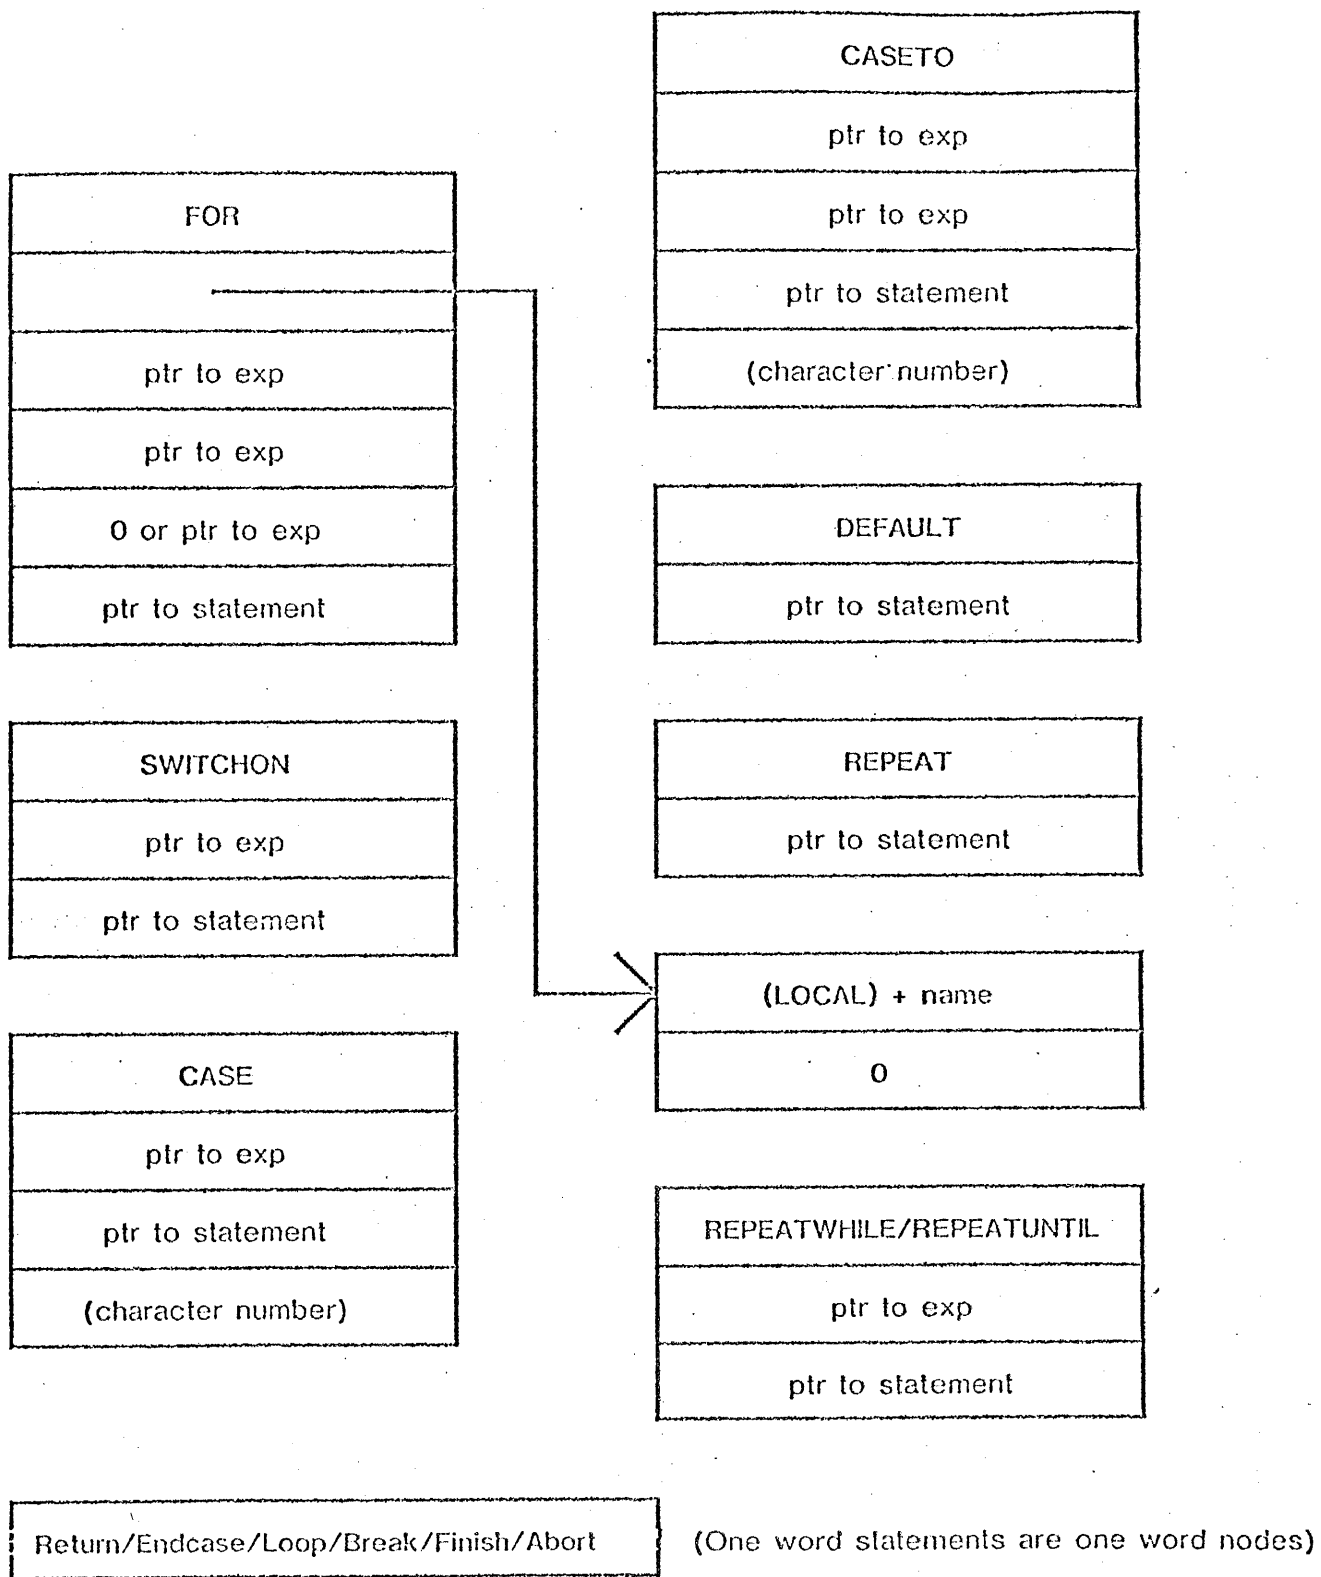 FOR
ptr to exp
ptr to exp
0 or ptr to exp
ptr to statement
SWITCHON
ptr to exp
ptr to statement
CASE
ptr to exp
ptr to statement
(character number)
CASETO
ptr to exp
ptr to exp
ptr to statement
(character number)
DEFAULT
ptr to statement
REPEAT
ptr to statement
(LOCAL) + name
0
REPEATWHILE/REPEATUNTIL
ptr to exp
ptr to statement
Return/Endcase/Loop/Break/Finish/Abort
(One word statements are one word nodes)